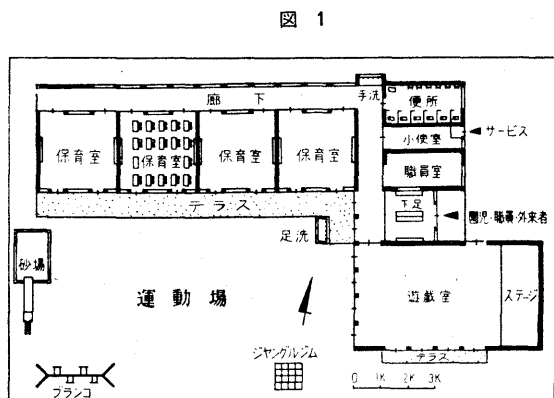 図 1
廊 下
手洗
便所
小使室
サービス
保育室
保育室
保育室
保育室
職員室
テラス
下足
園児・職員・外来者
足洗
砂場
運 動 場
遊戯室
ステージ
ジャングルジム
テラス
0 1K 2K 3K
ブランコ